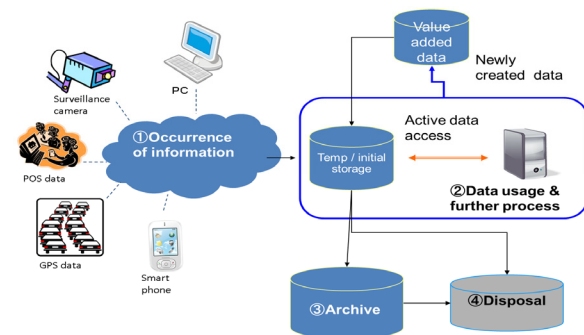 Surveillance
camera
PC
①Occurrence
of information
POS data
GPS data
Smart
phone
Value
added
data
Newly
created data
Active data
access
Temp / initial
storage
②Data usage &
further process
③Archive
④Disposal